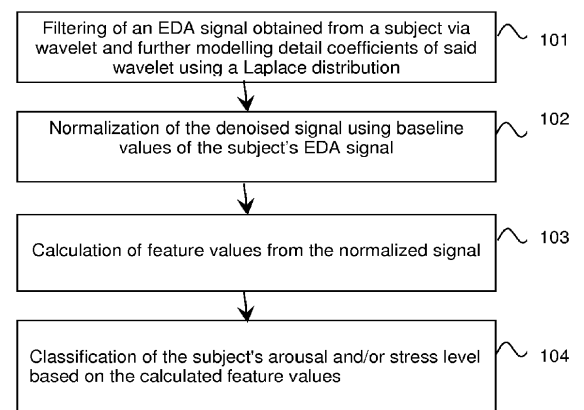 Filtering of an EDA signal obtained from a subject via
wavelet and further modelling detail coefficients of said
wavelet using a Laplace distribution
101
Normalization of the denoised signal using baseline
values of the subject's EDA signal
102
Calculation of feature values from the normalized signal
103
Classification of the subject's arousal and/or stress level
based on the calculated feature values
104